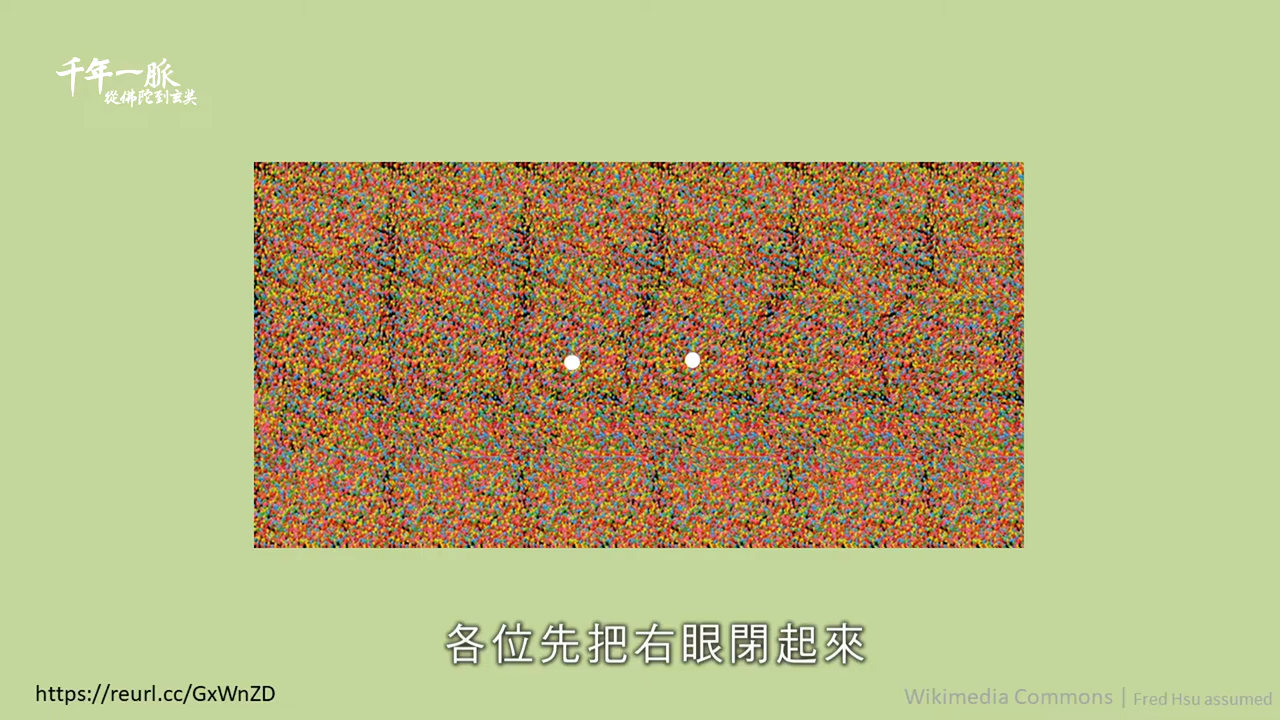 千年一脈
從佛陀到玄奘
各位先把右眼閉起來
https://reurl.cc/GxWnZD
Wikimedia Commons | Fred Hsu assumed